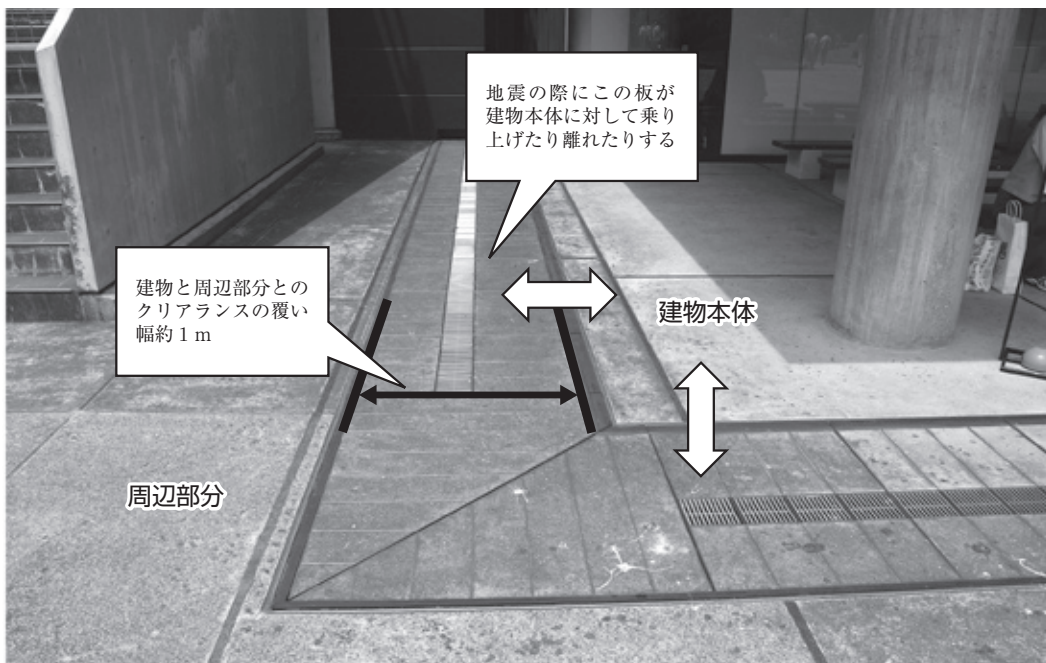 地震の際にこの板が
建物本体に対して乗り
上げたり離れたりする
建物と周辺部分との
クリアランスの覆い
幅約1m
建物本体
周辺部分